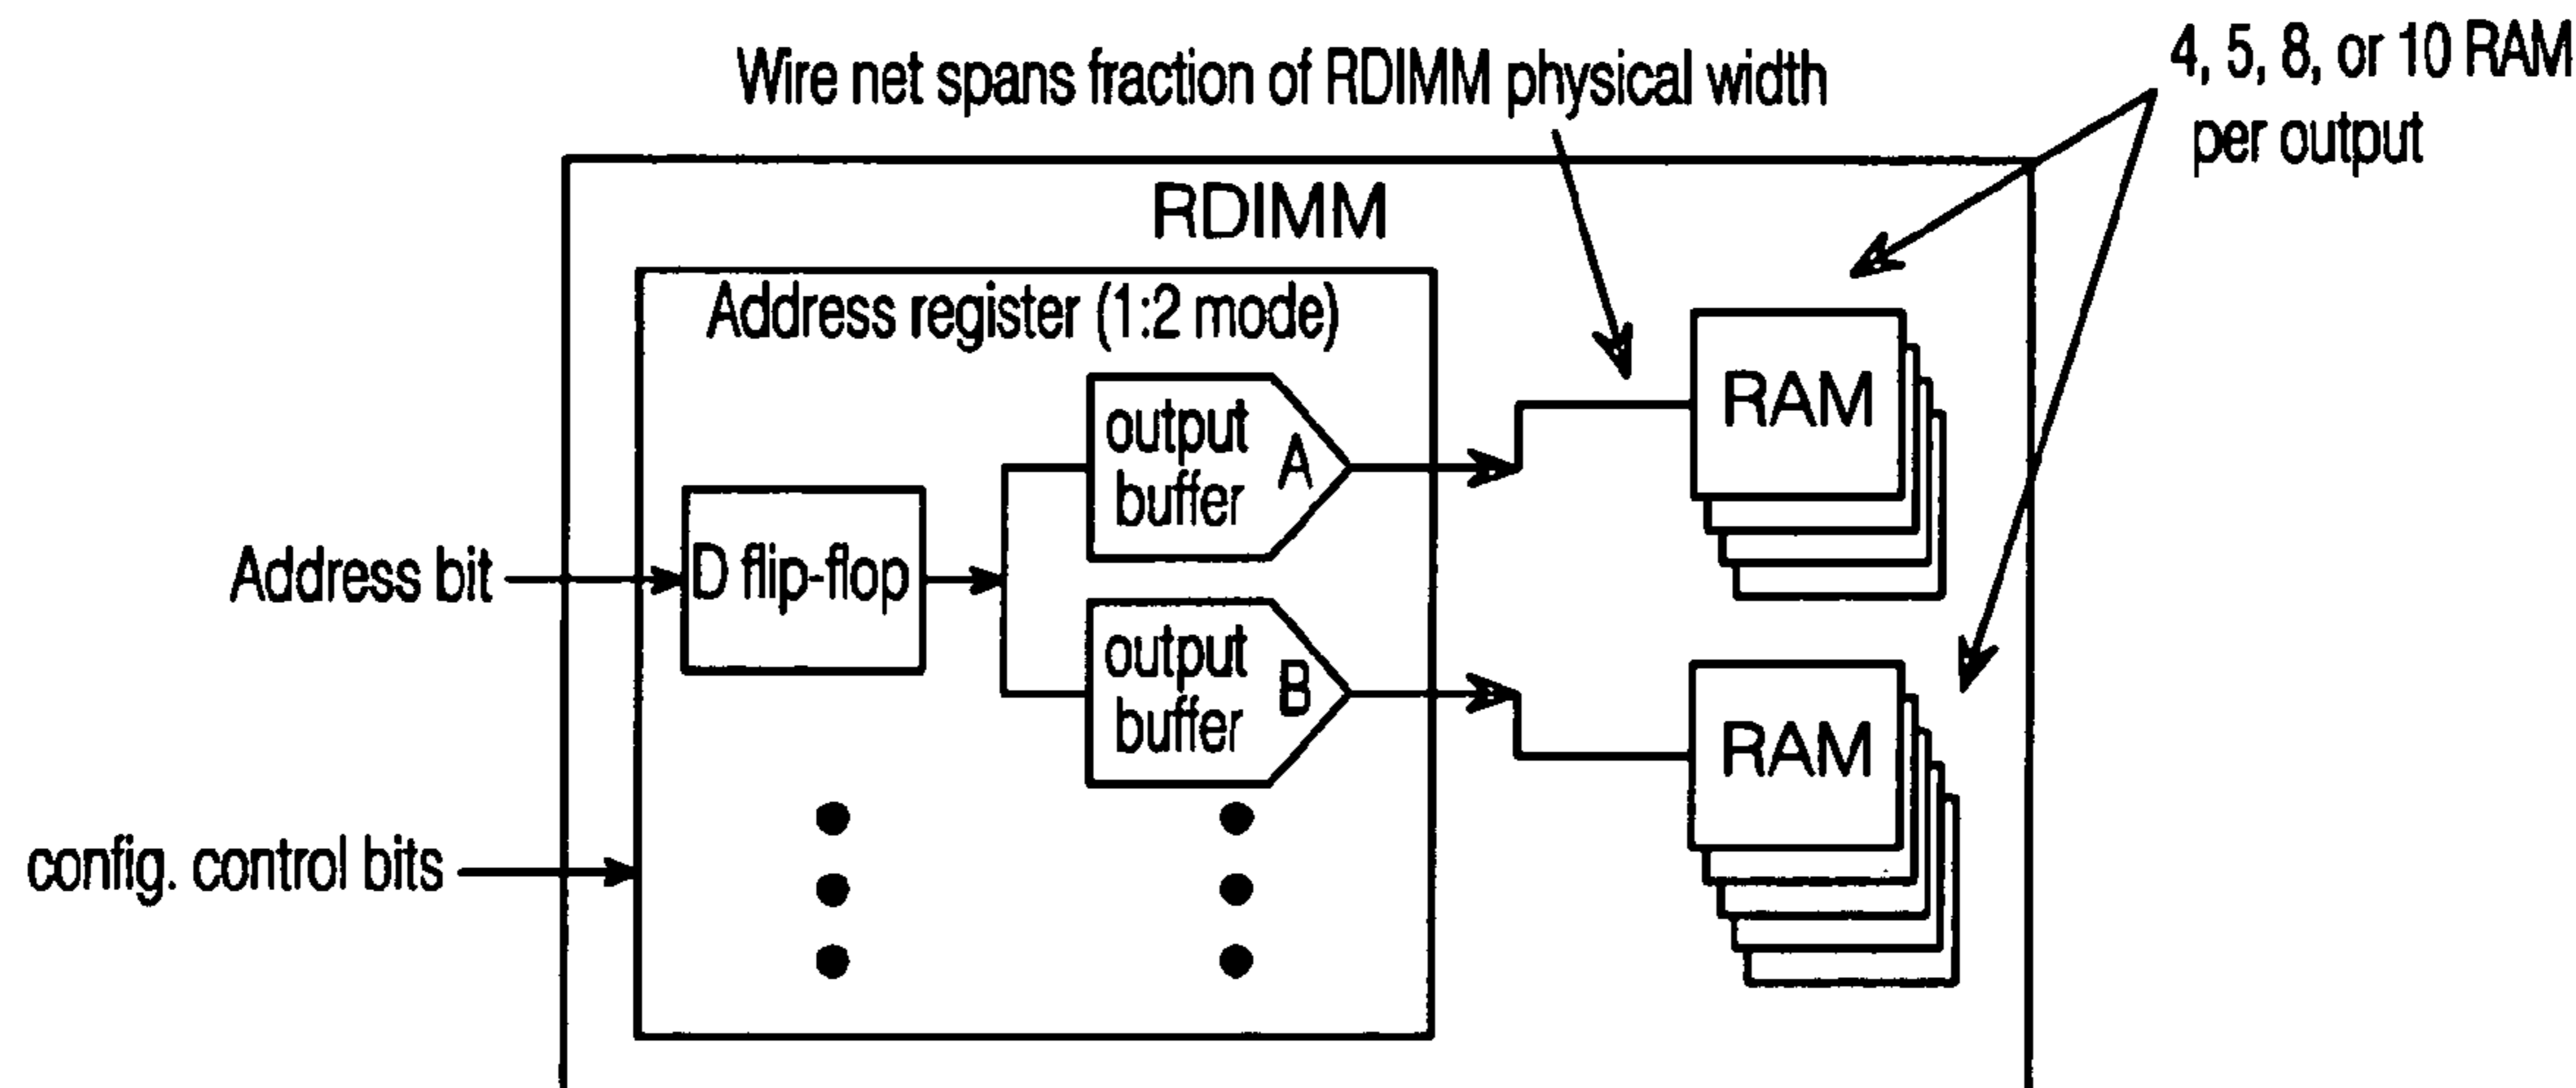 Wire net spans fraction of RDIMM physical width
4, 5, 8, or 10 RAM
per output
RDIMM
Address register (1:2 mode)
output
buffer
A
RAM
Address bit
D flip-flop
output
buffer
B
RAM
config. control bits